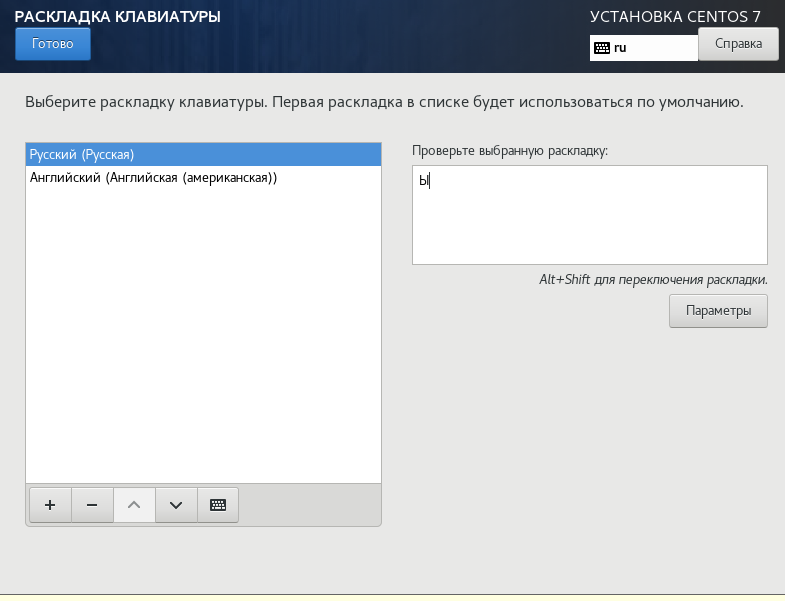 РАСКЛАДКА КЛАВИАТУРЫ
УСТАНОВКА CENTOS 7
Готово
ru
Справка
Выберите раскладку клавиатуры. Первая раскладка в списке будет использоваться по умолчанию.
Русский (Русская)
Английский (Английская (американская))
Проверьте выбранную раскладку:
Ы
Alt+Shift для переключения раскладки.
Параметры